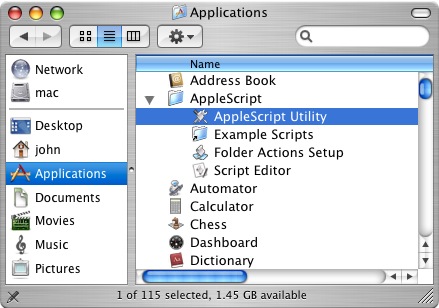 Applications
Name
Network
mac
Desktop
john
Applications
Documents
Movies
Music
Pictures
Address Book
AppleScript
AppleScript Utility
Example Scripts
Folder Actions Setup
Script Editor
Automator
Calculator
Chess
Dashboard
Dictionary
1 of 115 selected, 1.45 GB available